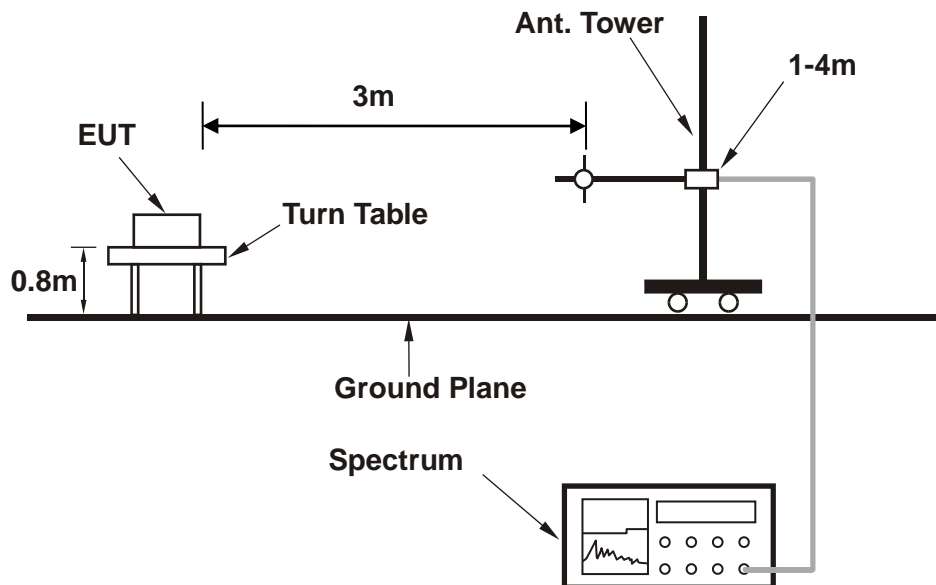 Ant. Tower
1-4m
3m
EUT
Turn Table
0.8m
Ground Plane
Spectrum